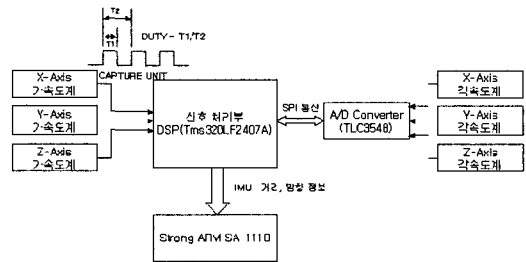 T2
T1
DUTY - T1/T2
CAPTURE UNIT
X-Axis
가속도계
Y-Axis
가속도계
Z-Axis
가속도계
신호 처리부
DSP(Tms320LF2407A)
SPI 통신
A/D Converter
(TLC3548)
X-Axis
각속도계
Y-Axis
각속도계
Z-Axis
각속도계
IMU 거리, 방향 정보
Strong ARM SA 1110